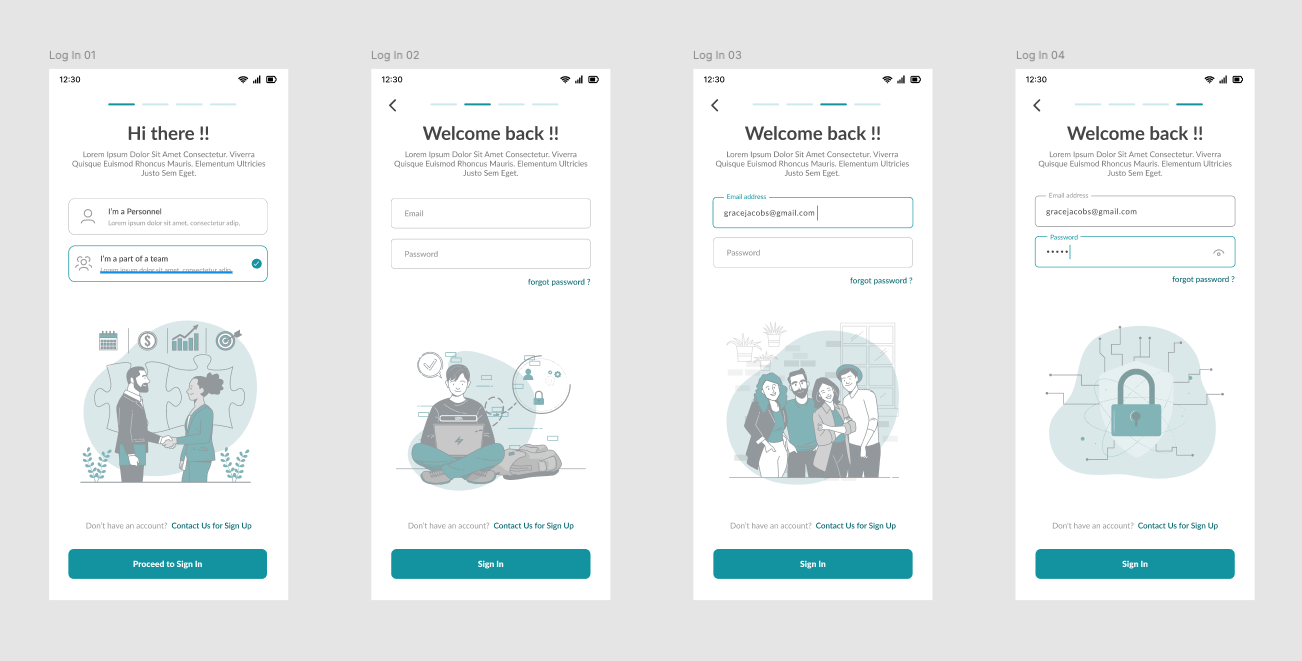 Log In 01
12:30
Hi there !!
Lorem Ipsum Dolor Sit Amet Consectetur. Viverra
Quisque Euismod Rhoncus Mauris. Elementum Ultricies
Justo Sem Eget.
I'm a Personnel
Lorem ipsum dolor sit amet, consectetur adip,
I'm a part of a team
Lorem ipsum dolor sit amet, consectetur adip,
$
Don't have an account? Contact Us for Sign Up
Proceed to Sign In
Log In 02
12:30
Welcome back !!
Lorem Ipsum Dolor Sit Amet Consectetur. Viverra
Quisque Euismod Rhoncus Mauris. Elementum Ultricies
Justo Sem Eget.
Email
Password
forgot password ?
Don't have an account? Contact Us for Sign Up
Sign In
Log In 03
12:30
Welcome back !!
Lorem Ipsum Dolor Sit Amet Consectetur. Viverra
Quisque Euismod Rhoncus Mauris. Elementum Ultricies
Justo Sem Eget.
Email address
gracejacobs@gmail.com
Password
forgot password ?
Don't have an account? Contact Us for Sign Up
Sign In
Log In 04
12:30
Welcome back !!
Lorem Ipsum Dolor Sit Amet Consectetur. Viverra
Quisque Euismod Rhoncus Mauris. Elementum Ultricies
Justo Sem Eget.
Email address
gracejacobs@gmail.com
Password
•••••
forgot password ?
Don't have an account? Contact Us for Sign Up
Sign In